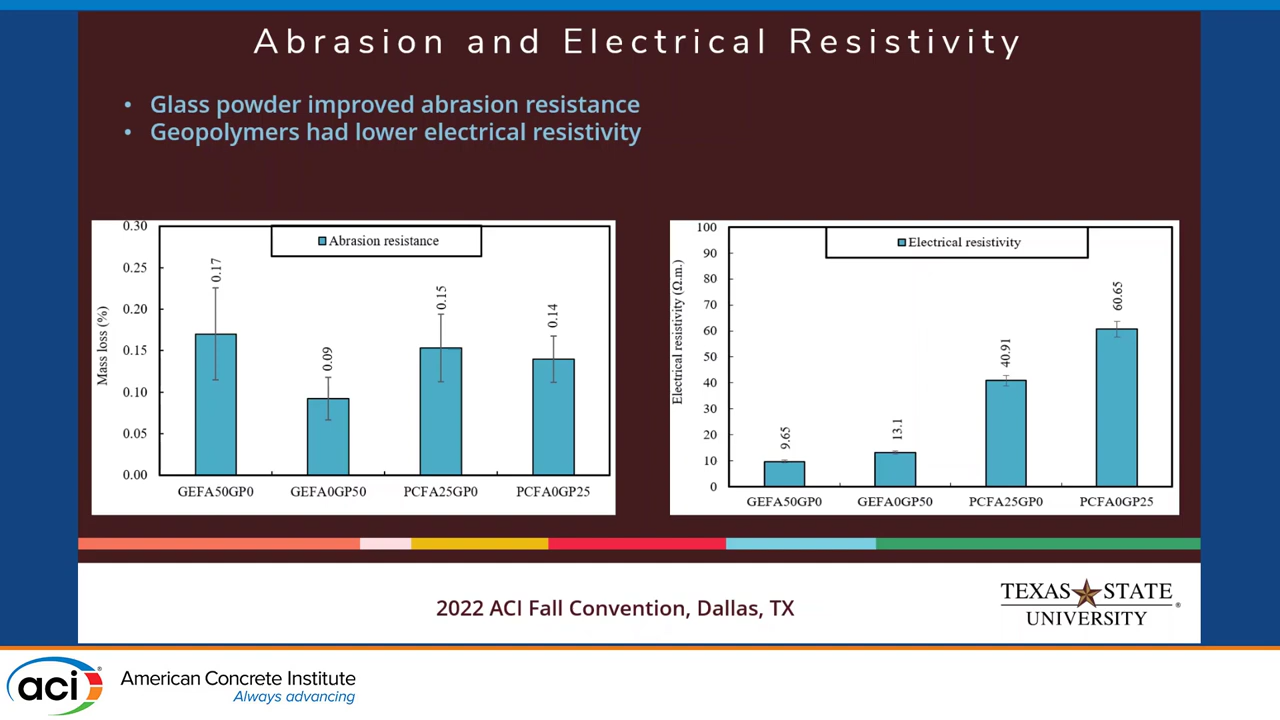 Abrasion and Electrical Resistivity
• Glass powder improved abrasion resistance
• Geopolymers had lower electrical resistivity
Abrasion resistance
Mass loss (%)
0.30
0.25
0.20
0.15
0.10
0.05
0.00
0.17
0.09
0.15
0.14
GEFA50GP0 GEFA0GP50 PCFA25GP0 PCFA0GP25
Electrical resistivity
Electrical resistivity (Ω.m.)
100
90
80
70
60
50
40
30
20
10
0
9.65
13.1
40.91
60.65
GEFA50GP0 GEFA0GP50 PCFA25GP0 PCFA0GP25
2022 ACI Fall Convention, Dallas, TX
TEXAS STATE
UNIVERSITY®
aci®
American Concrete Institute
Always advancing